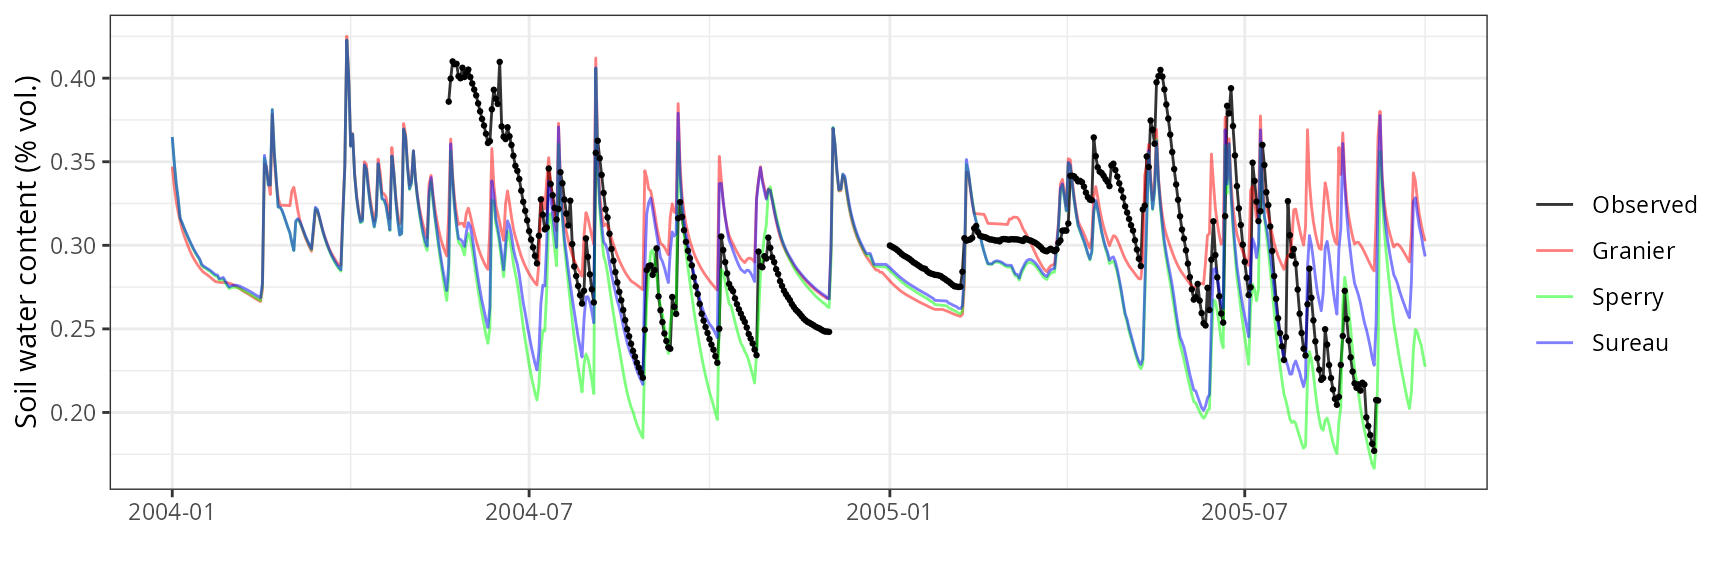 Soil water content (% vol.)
0.40
0.35
0.30
0.25
0.20
2004-01
2004-07
2005-01
2005-07
Observed
Granier
Sperry
Sureau